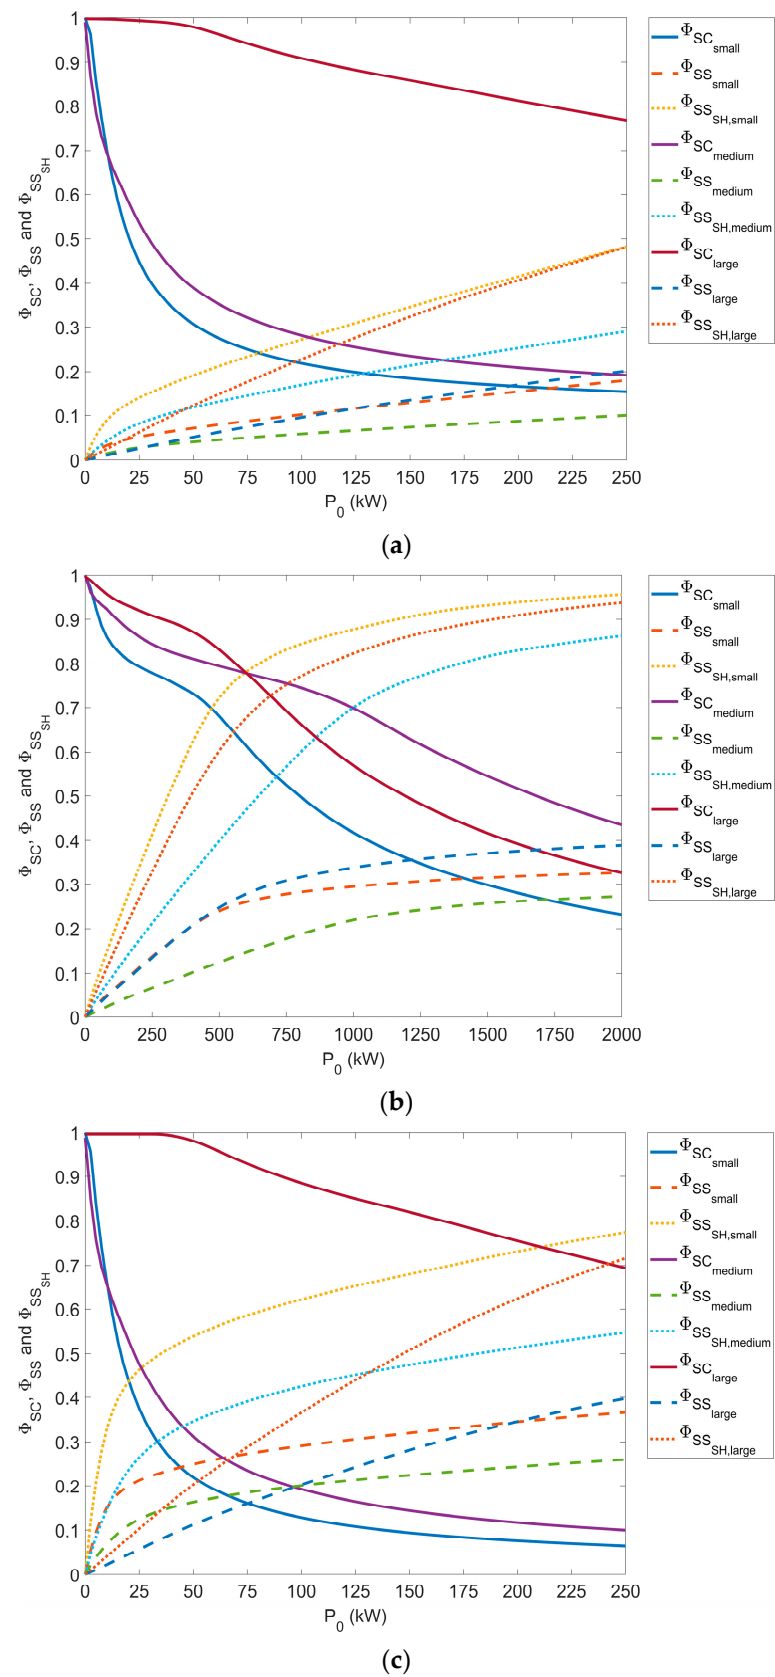 1
0.9
0.8
0.7
0.6
0.5
0.4
0.3
0.2
0.1
0
Φ_SC, Φ_SS and Φ_SS_SH
0 25 50 75 100 125 150 175 200 225 250
P_0 (kW)
Φ_SC_small
Φ_SS_small
Φ_SS_SH,small
Φ_SC_medium
Φ_SS_medium
Φ_SS_SH,medium
Φ_SC_large
Φ_SS_large
Φ_SS_SH,large
(a)
1
0.9
0.8
0.7
0.6
0.5
0.4
0.3
0.2
0.1
0
Φ_SC, Φ_SS and Φ_SS_SH
0 250 500 750 1000 1250 1500 1750 2000
P_0 (kW)
Φ_SC_small
Φ_SS_small
Φ_SS_SH,small
Φ_SC_medium
Φ_SS_medium
Φ_SS_SH,medium
Φ_SC_large
Φ_SS_large
Φ_SS_SH,large
(b)
1
0.9
0.8
0.7
0.6
0.5
0.4
0.3
0.2
0.1
0
Φ_SC, Φ_SS and Φ_SS_SH
0 25 50 75 100 125 150 175 200 225 250
P_0 (kW)
Φ_SC_small
Φ_SS_small
Φ_SS_SH,small
Φ_SC_medium
Φ_SS_medium
Φ_SS_SH,medium
Φ_SC_large
Φ_SS_large
Φ_SS_SH,large
(c)